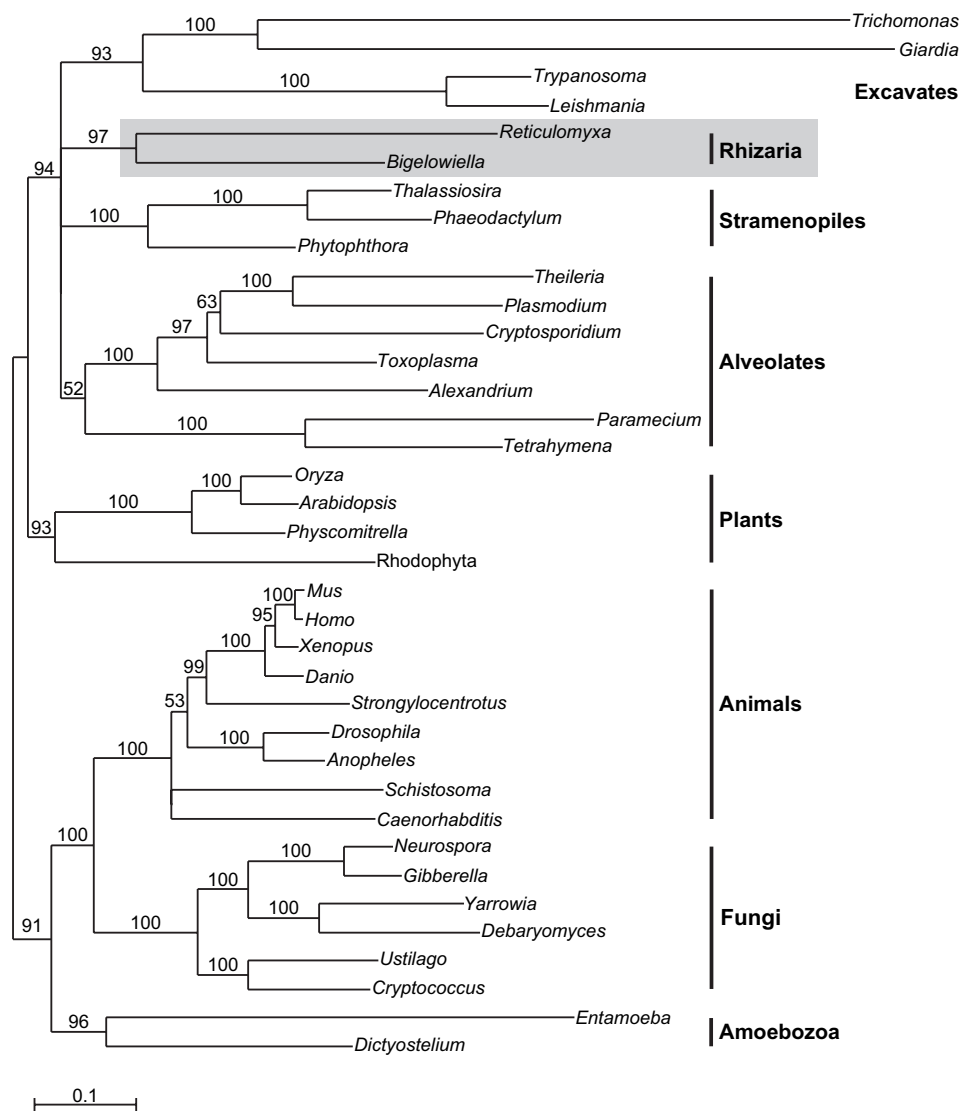 Trichomonas
100
Giardia
93
Trypanosoma
100
Excavates
Leishmania
Reticulomyxa
97
Rhizaria
Bigelowiella
94
Thalassiosira
100
Phaeodactylum
100
Stramenopiles
Phytophthora
Theileria
100
63
Plasmodium
97
Cryptosporidium
100
Toxoplasma
Alveolates
52
Alexandrium
Paramecium
100
Tetrahymena
Oryza
100
100
Arabidopsis
Plants
93
Physcomitrella
Rhodophyta
Mus
100
95
Homo
100
Xenopus
99
Danio
53
Strongylocentrotus
Animals
Drosophila
100
100
Anopheles
Schistosoma
Caenorhabditis
100
Neurospora
100
Gibberella
100
Yarrowia
100
100
91
Debaryomyces
Fungi
Ustilago
100
Cryptococcus
Entamoeba
96
Amoebozoa
Dictyostelium
0.1